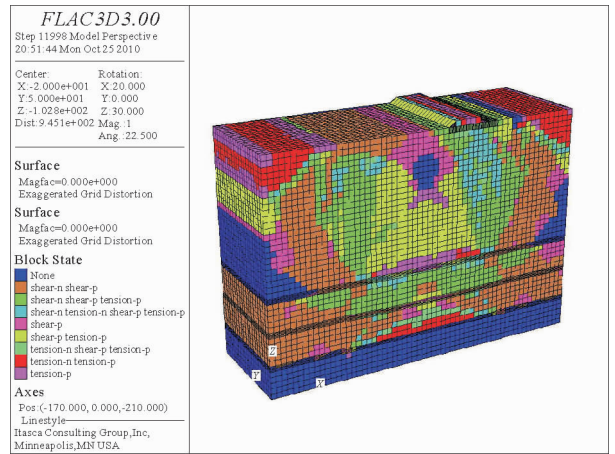 FLAC3D3.00
Step 11998 Model Perspective
20:51:44 Mon Oct 25 2010
Center: Rotation:
X:-2.000e+001 X:20.000
Y:5.000e+001 Y:0.000
Z:-1.028e+002 Z:30.000
Dist:9.451e+002 Mag.:1
Ang.:22.500
Surface
Magfac=0.000e+000
Exaggerated Grid Distortion
Surface
Magfac=0.000e+000
Exaggerated Grid Distortion
Block State
None
shear-n shear-p
shear-n shear-p tension-p
shear-n tension-n shear-p tension-p
shear-p
shear-p tension-p
tension-n shear-p tension-p
tension-n tension-p
tension-p
Axes
Pos:(-170.000, 0.000,-210.000)
Linestyle
Itasca Consulting Group,Inc,
Minneapolis,MN USA
Z
Y
X